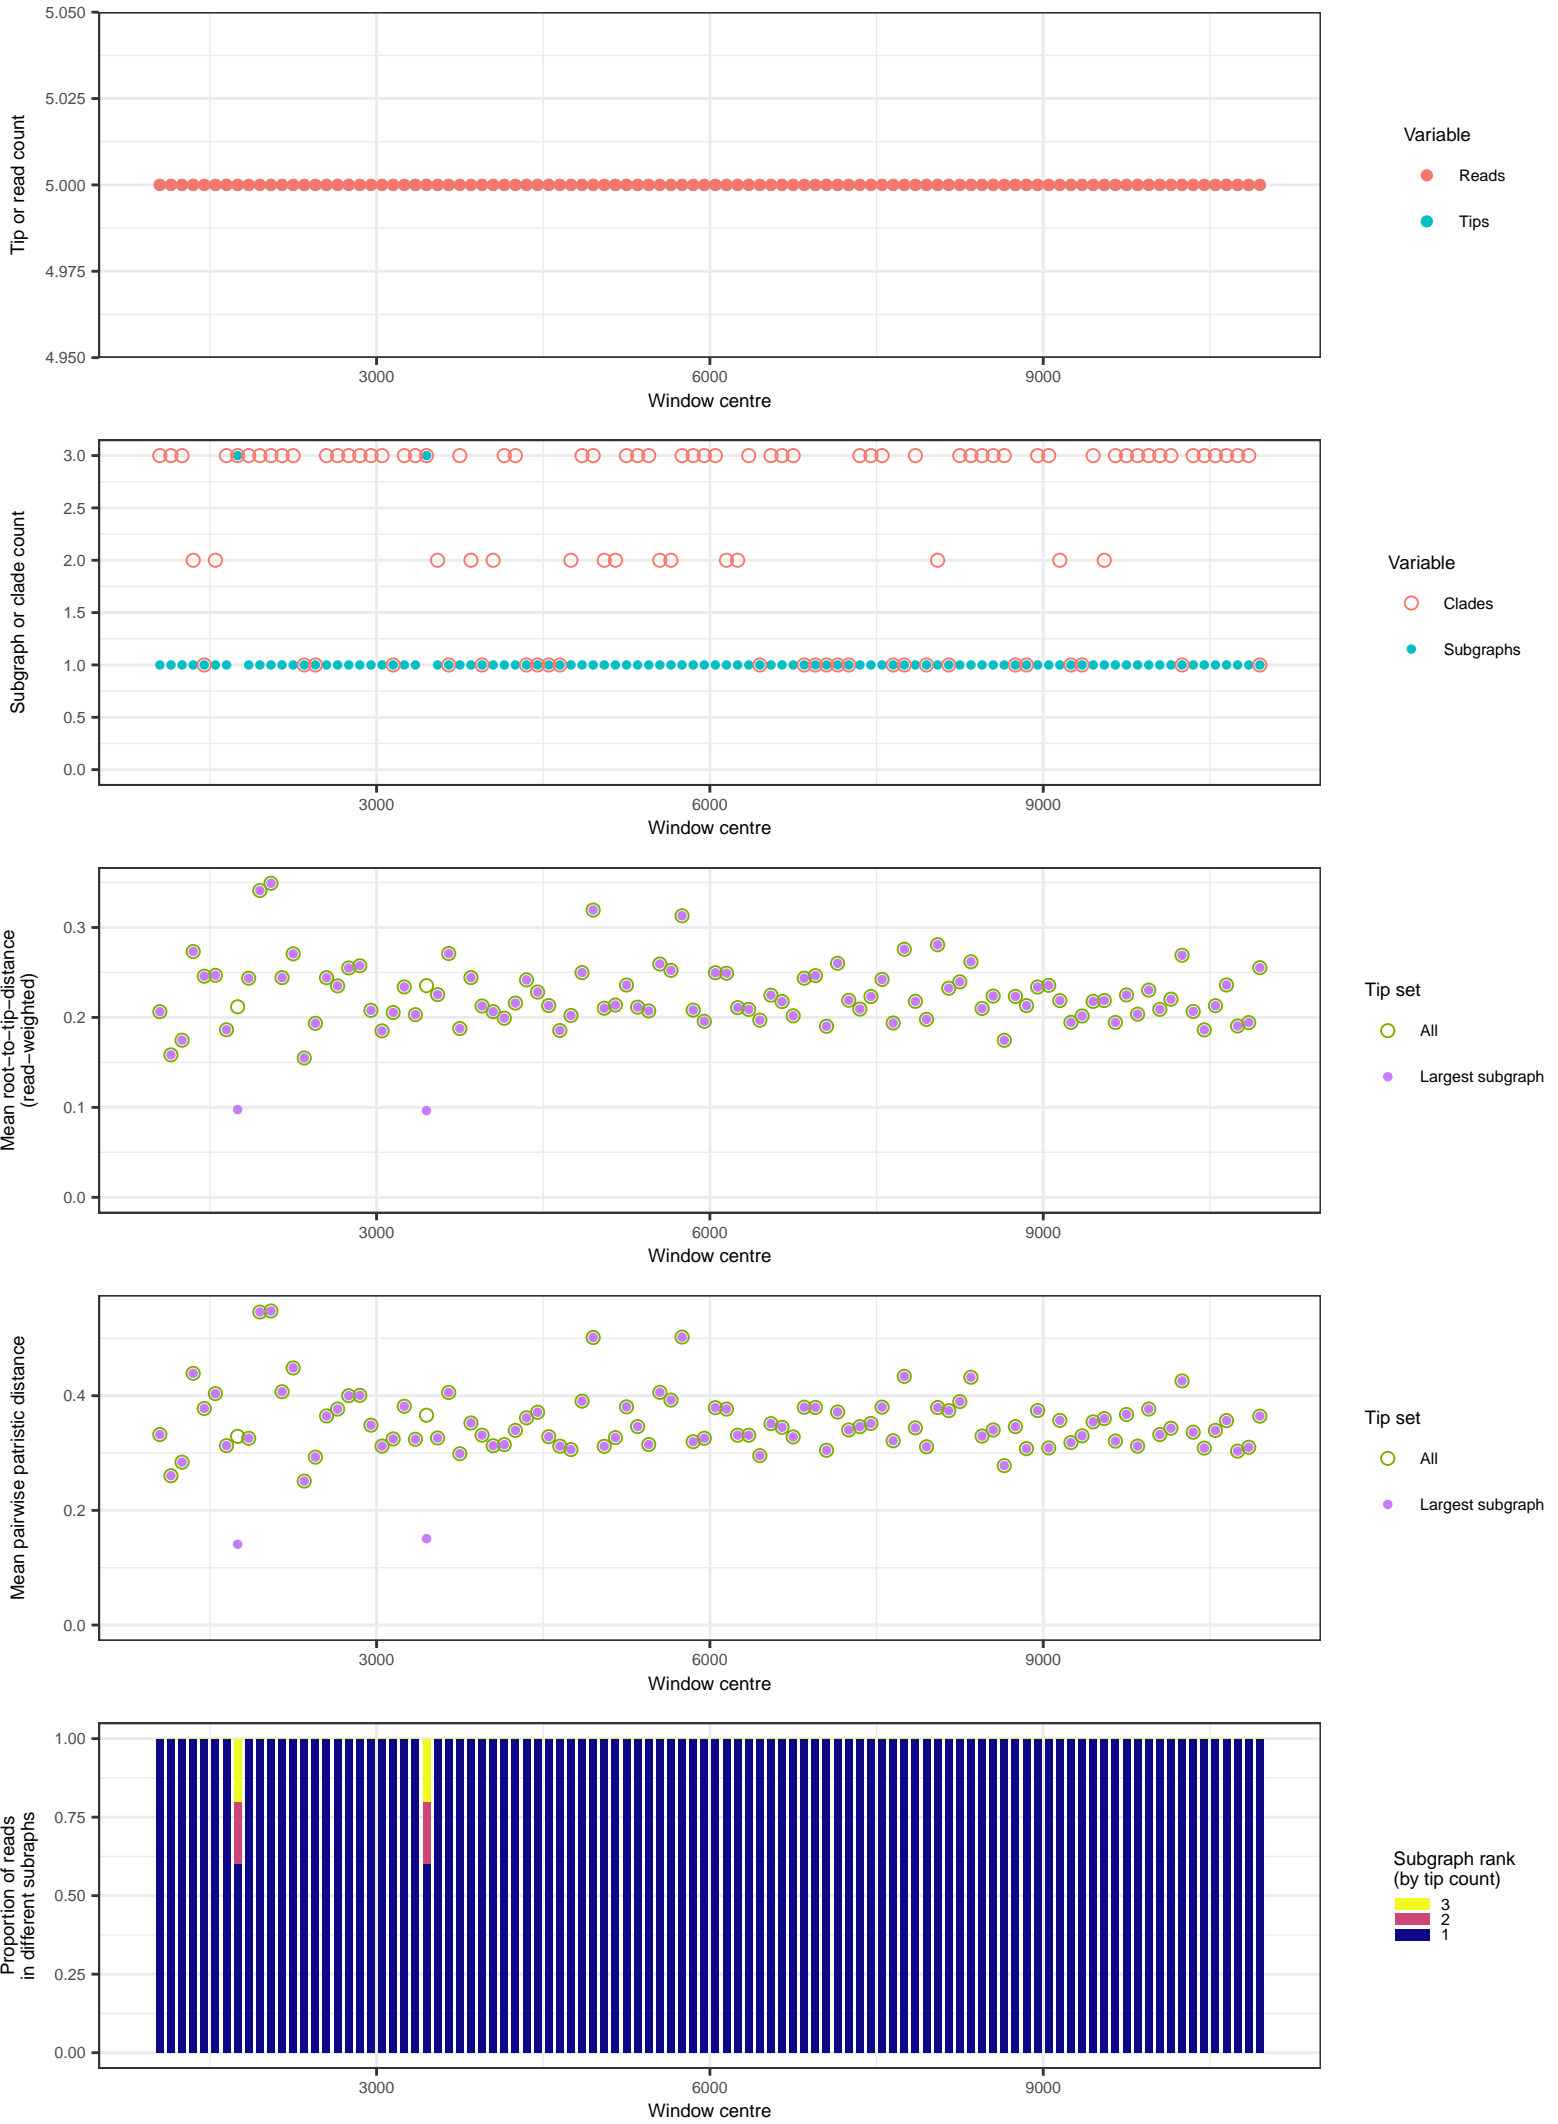 5.050
5.025
5.000
4.975
4.950
Tip or read count
3000 6000 9000
Window centre
Variable
Reads
Tips
3.0
2.5
2.0
1.5
1.0
0.5
0.0
Subgraph or clade count
3000 6000 9000
Window centre
Variable
Clades
Subgraphs
0.3
0.2
0.1
0.0
Mean root−to−tip−distance
(read−weighted)
3000 6000 9000
Window centre
Tip set
All
Largest subgraph
0.4
0.2
0.0
Mean pairwise patristic distance
3000 6000 9000
Window centre
Tip set
All
Largest subgraph
1.00
0.75
0.50
0.25
0.00
Proportion of reads
in different subraphs
3000 6000 9000
Window centre
Subgraph rank
(by tip count)
3
2
1